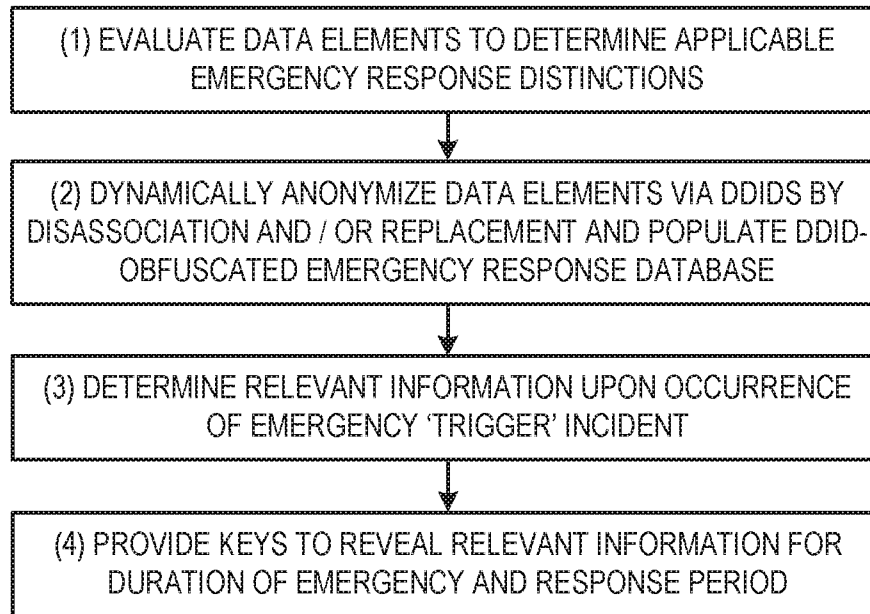 (1) EVALUATE DATA ELEMENTS TO DETERMINE APPLICABLE
EMERGENCY RESPONSE DISTINCTIONS
(2) DYNAMICALLY ANONYMIZE DATA ELEMENTS VIA DDIDS BY
DISASSOCIATION AND / OR REPLACEMENT AND POPULATE DDID-
OBFUSCATED EMERGENCY RESPONSE DATABASE
(3) DETERMINE RELEVANT INFORMATION UPON OCCURRENCE
OF EMERGENCY ‘TRIGGER’ INCIDENT
(4) PROVIDE KEYS TO REVEAL RELEVANT INFORMATION FOR
DURATION OF EMERGENCY AND RESPONSE PERIOD